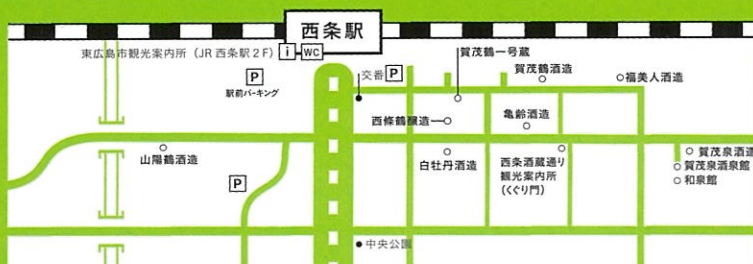 西条駅
東広島市観光案内所（JR西条駅2F） i WC
P
駅前パーキング
交番 P
賀茂鶴一号蔵
賀茂鶴酒造
福美人酒造
西條鶴醸造
亀齢酒造
山陽鶴酒造
白牡丹酒造
西条酒蔵通り
観光案内所
（くぐり門）
賀茂泉酒造
賀茂泉酒泉館
和泉館
P
中央公園